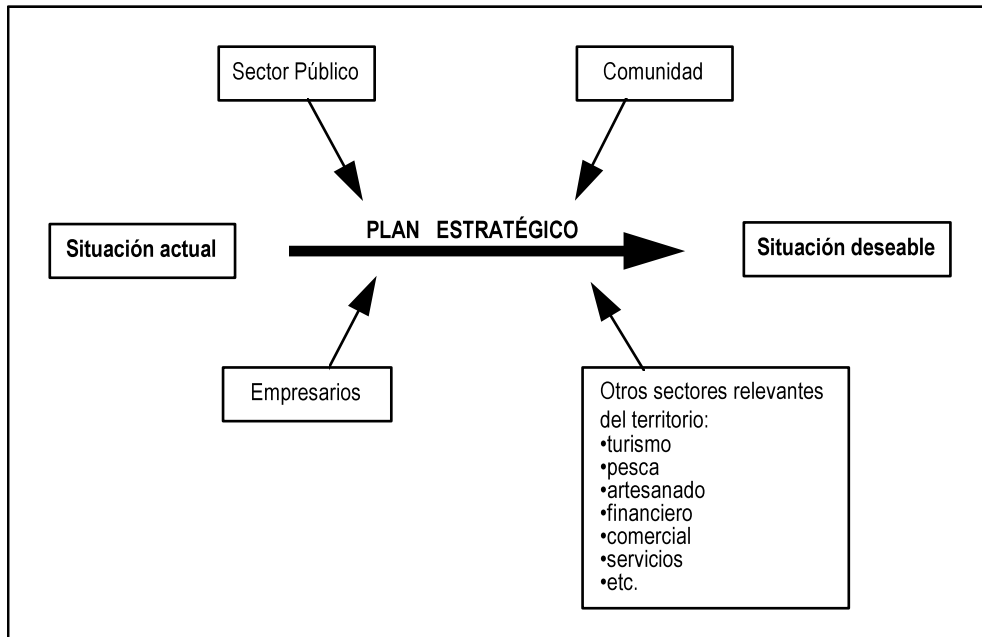 Sector Público
Comunidad
PLAN ESTRATÉGICO
Situación actual
Situación deseable
Empresarios
Otros sectores relevantes
del territorio:
•turismo
•pesca
•artesanado
•financiero
•comercial
•servicios
•etc.